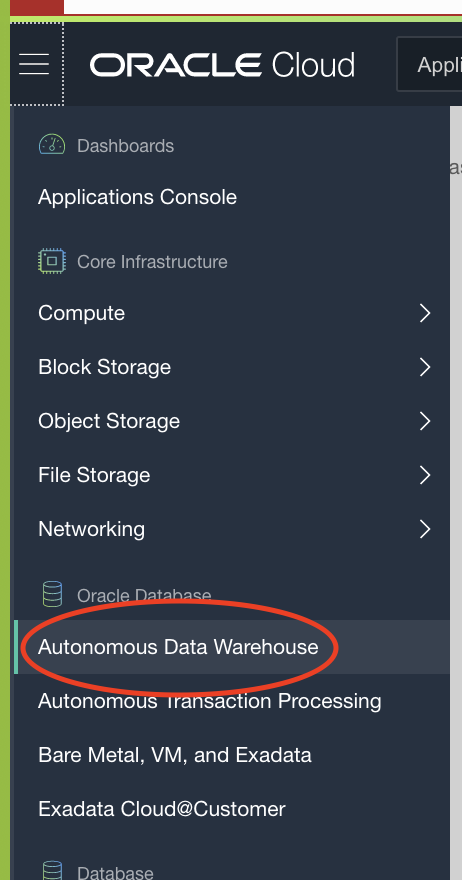 ORACLE Cloud
Appli
Dashboards
Applications Console
Core Infrastructure
Compute
Block Storage
Object Storage
File Storage
Networking
Oracle Database
Autonomous Data Warehouse
Autonomous Transaction Processing
Bare Metal, VM, and Exadata
Exadata Cloud@Customer
Database